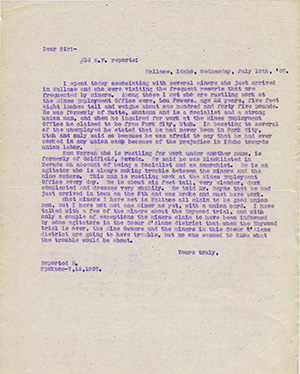 Dear Sir:-
#38 S.P. reports:
Wallace, Idaho, Wednesday, July 10th, '07.
I spent today associating with several miners who just arrived
in Wallace and who were visiting the frequent resorts that are
frequented by miners. Among those I met who are rustling work at
the Mines Employment Office were, Len Powers, age 28 years, five feet
eight inches tall and weighs about one hundred and forty five pounds.
He was formerly of Butte, Montana and is a socialist and a strong
union man, and when he inquired for work at the Mines Employment
Office he claimed to be from Park City, Utah. In boasting to several
of the unemployed he stated that he had never been in Park City,
Utah and only said so because he was afraid to say that he had ever
worked in any union camp because of the prejudice in Idaho towards
union labor.
Sam Warren who is rustling for work under another name, is
formerly of Goldfield, Nevada. He said he was blacklisted in
Nevada on account of being a socialist and an anarchist. He is an
agitator who is always making trouble between the miners and the
mine owners. This man is rustling work at the Mines Employment
Office every day. He is about six feet tall, very slender, dark
complected and dresses very shabbily. He told Mr. Snyder that he had
just arrived in town on the 6th and was broke and must have work.
What miners I have met in Wallace all claim to be good union
men, but I have not met one miner as yet, with a union card. I have
talked with a few of the miners about the Haywood trial, and with
only a couple of exceptions the miners claim to have been informed
by some agitators in the Coeur d'Alene district that when the Haywood
trial is over, the Mine Owners and the miners in this Coeur d'Alene
district are going to have trouble, but no one seemed to know what
the trouble would be about.
Yours truly,
Reported
Spokane-7,12,1907.